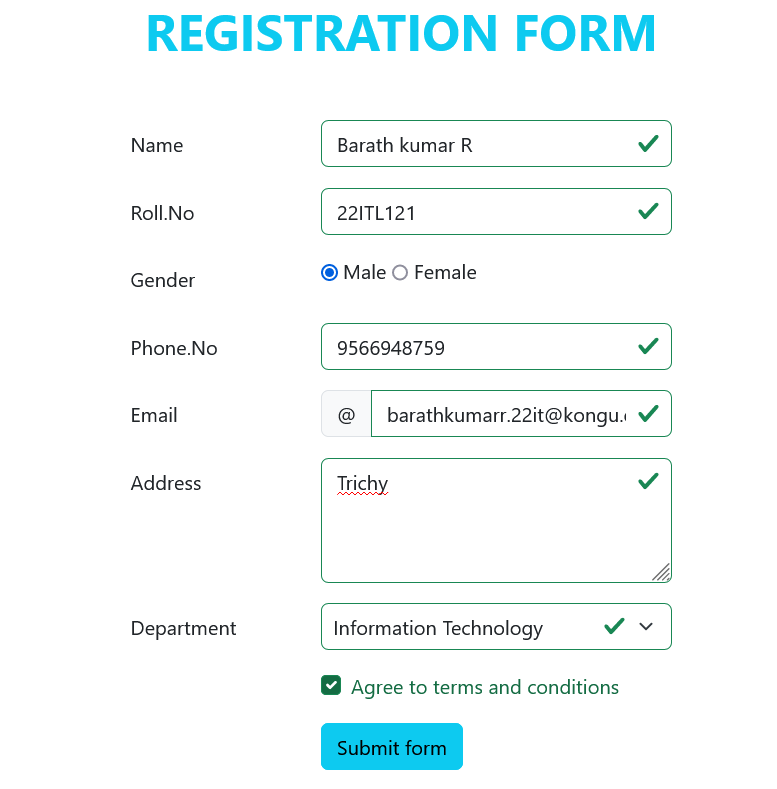 REGISTRATION FORM
Name Barath kumar R
Roll.No 22ITL121
Gender Male Female
Phone.No 9566948759
Email @ barathkumarr.22it@kongu.
Address Trichy
Department Information Technology
Agree to terms and conditions
Submit form